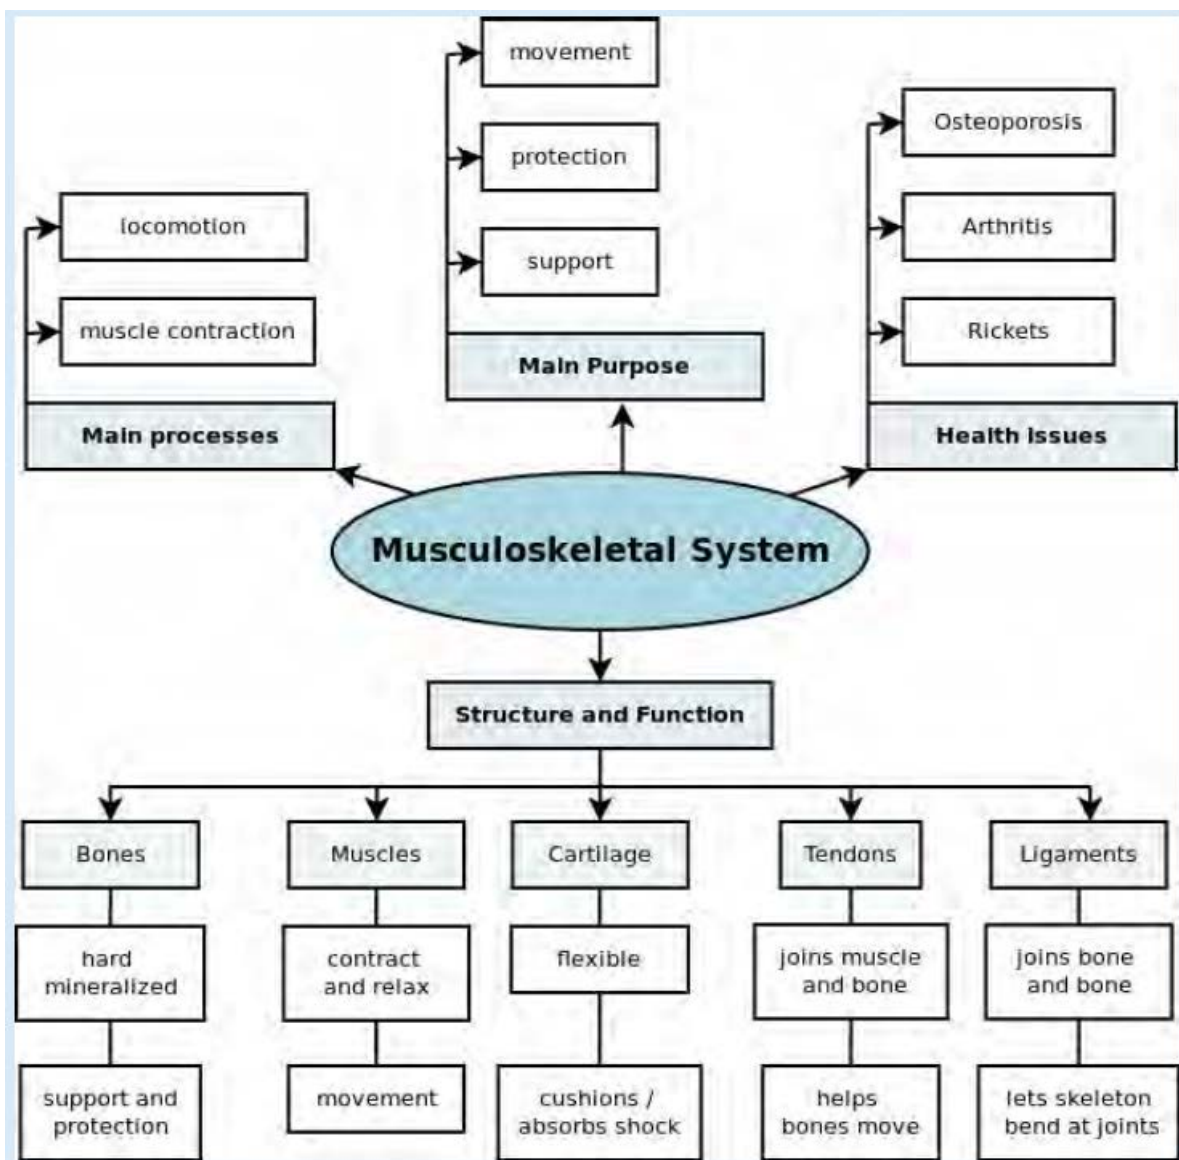 movement
protection
support
Main Purpose
locomotion
muscle contraction
Main processes
Osteoporosis
Arthritis
Rickets
Health Issues
Musculoskeletal System
Structure and Function
Bones
hard
mineralized
support and
protection
Muscles
contract
and relax
movement
Cartilage
flexible
cushions /
absorbs shock
Tendons
joins muscle
and bone
helps
bones move
Ligaments
joins bone
and bone
lets skeleton
bend at joints